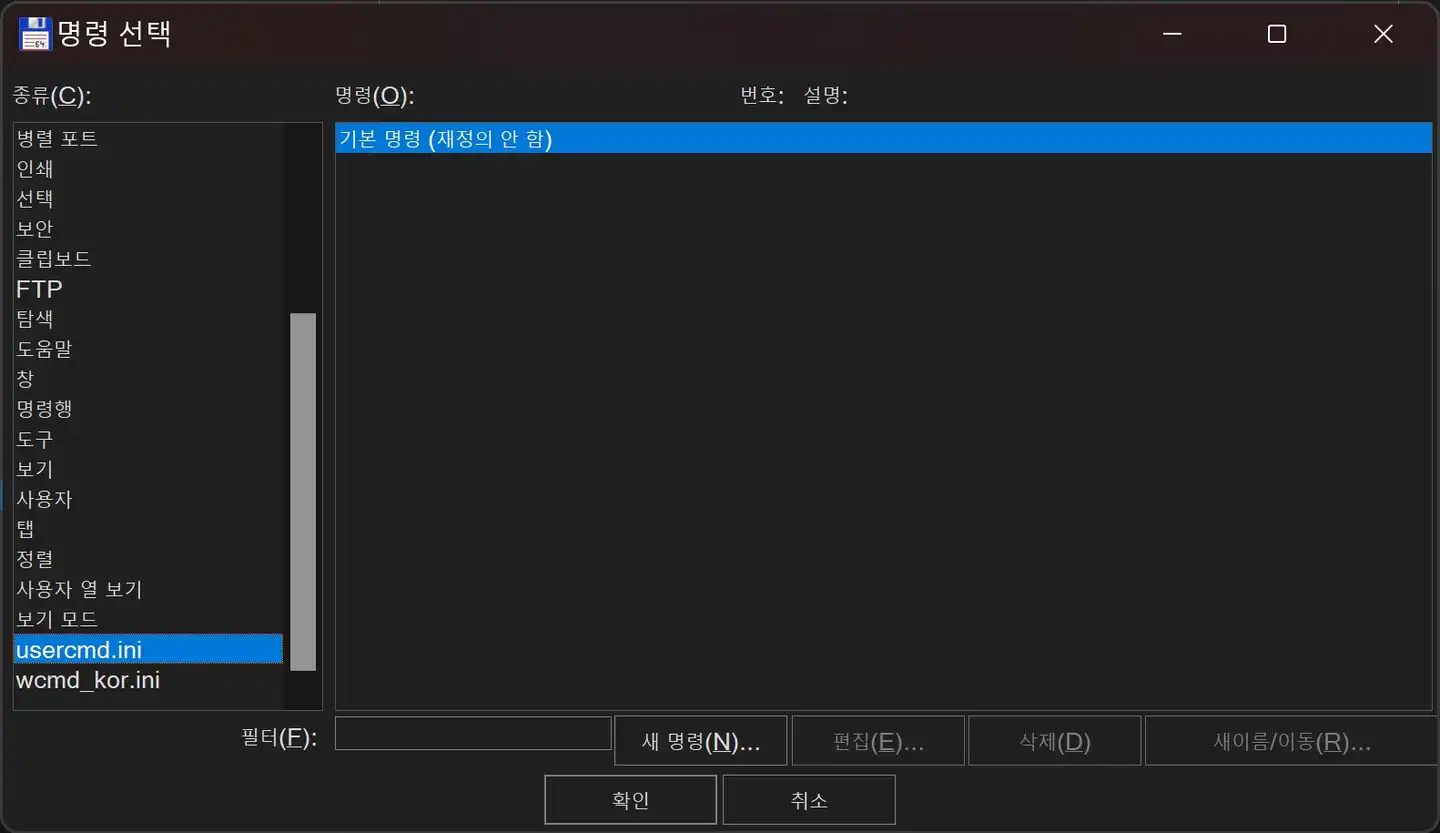 명령 선택
종류(C):
명령(O):
번호: 설명:
병렬 포트
인쇄
선택
보안
클립보드
FTP
탐색
도움말
창
명령행
도구
보기
사용자
탭
정렬
사용자 열 보기
보기 모드
usercmd.ini
wcmd_kor.ini
기본 명령 (재정의 안 함)
필터(F):
새 명령(N)...
편집(E)...
삭제(D)
새이름/이동(R)...
확인
취소